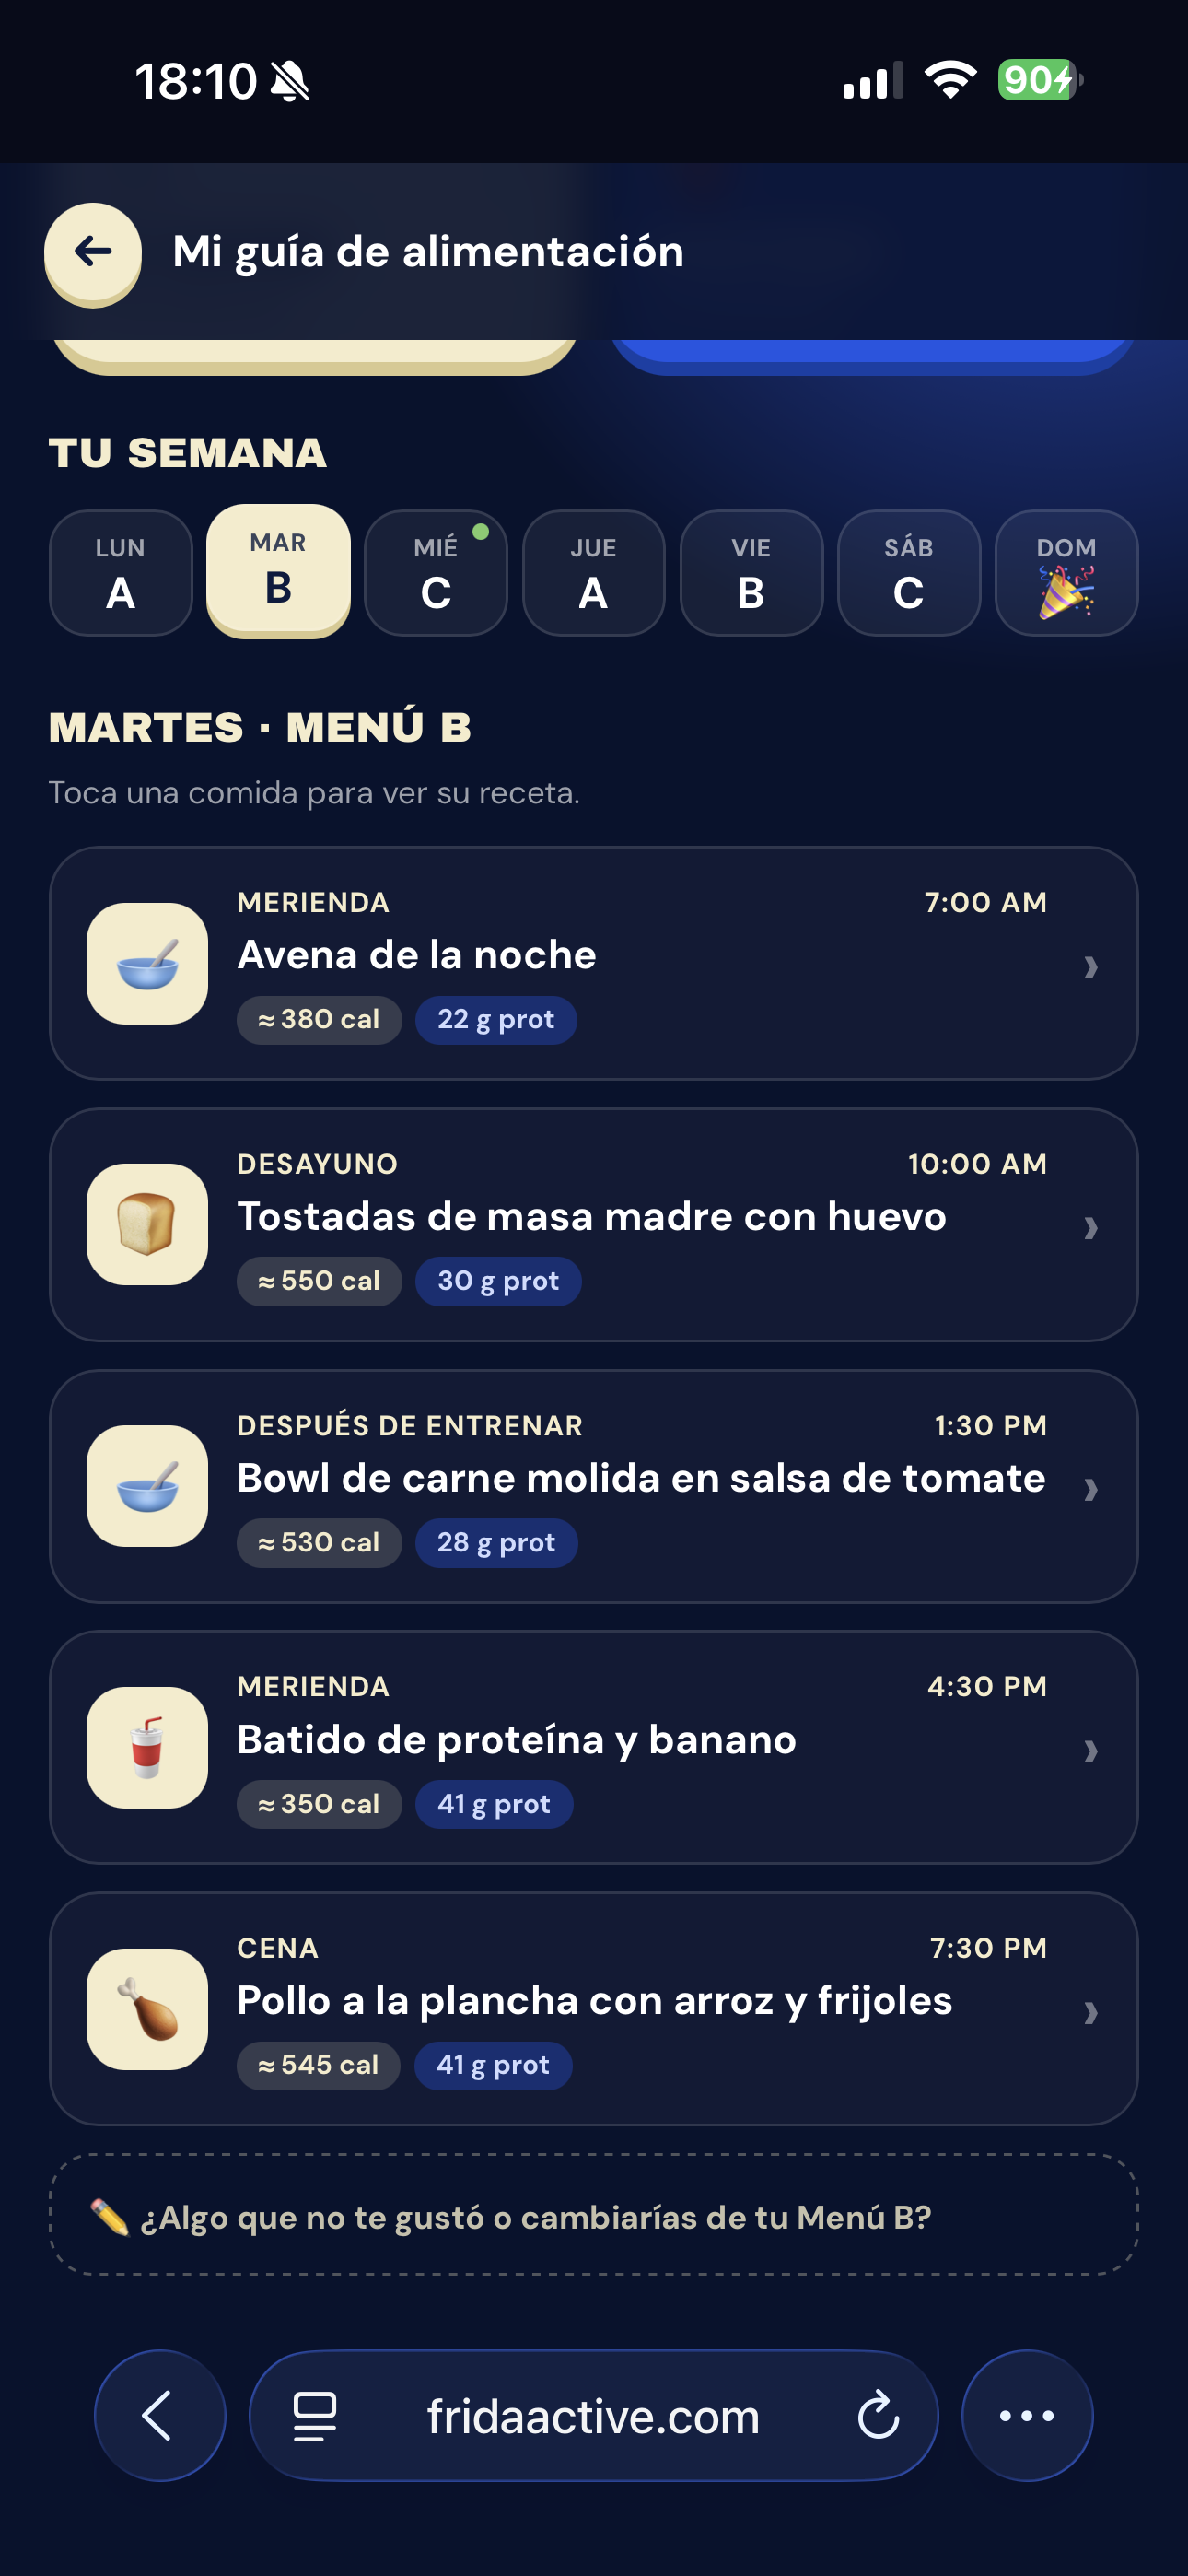 18:10
90
Mi guía de alimentación
TU SEMANA
LUN MAR MIÉ JUE VIE SÁB DOM
A B C A B C
MARTES · MENÚ B
Toca una comida para ver su receta.
MERIENDA 7:00 AM
Avena de la noche
≈ 380 cal 22 g prot
DESAYUNO 10:00 AM
Tostadas de masa madre con huevo
≈ 550 cal 30 g prot
DESPUÉS DE ENTRENAR 1:30 PM
Bowl de carne molida en salsa de tomate
≈ 530 cal 28 g prot
MERIENDA 4:30 PM
Batido de proteína y banano
≈ 350 cal 41 g prot
CENA 7:30 PM
Pollo a la plancha con arroz y frijoles
≈ 545 cal 41 g prot
¿Algo que no te gustó o cambiarías de tu Menú B?
fridaactive.com